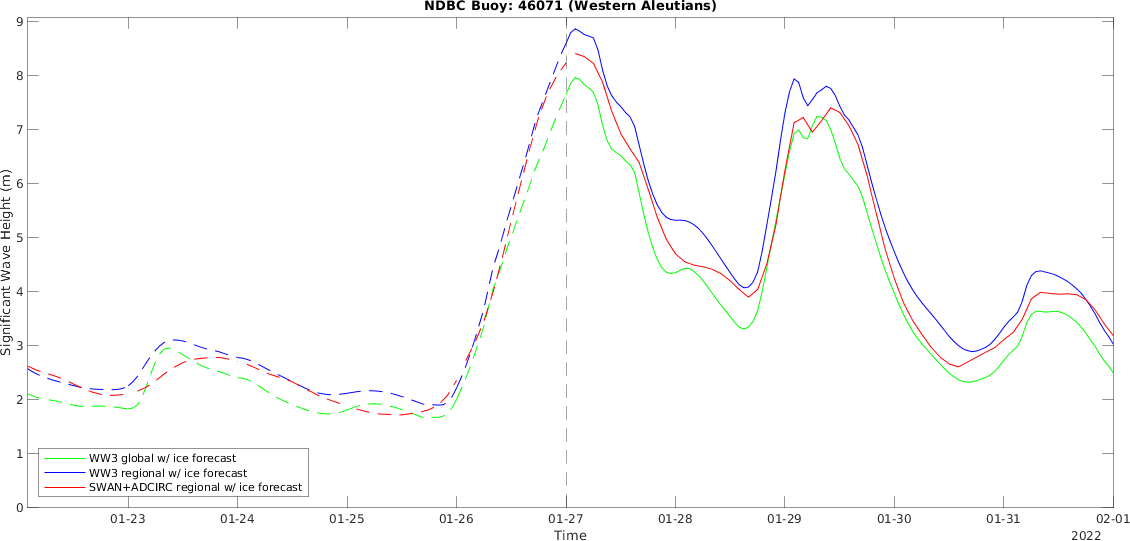 NDBC Buoy: 46071 (Western Aleutians)
9
8
7
6
5
4
3
2
1
0
Significant Wave Height (m)
WW3 global w/ ice forecast
WW3 regional w/ ice forecast
SWAN+ADCIRC regional w/ ice forecast
01-23 01-24 01-25 01-26 01-27 01-28 01-29 01-30 01-31 02-01
Time 2022